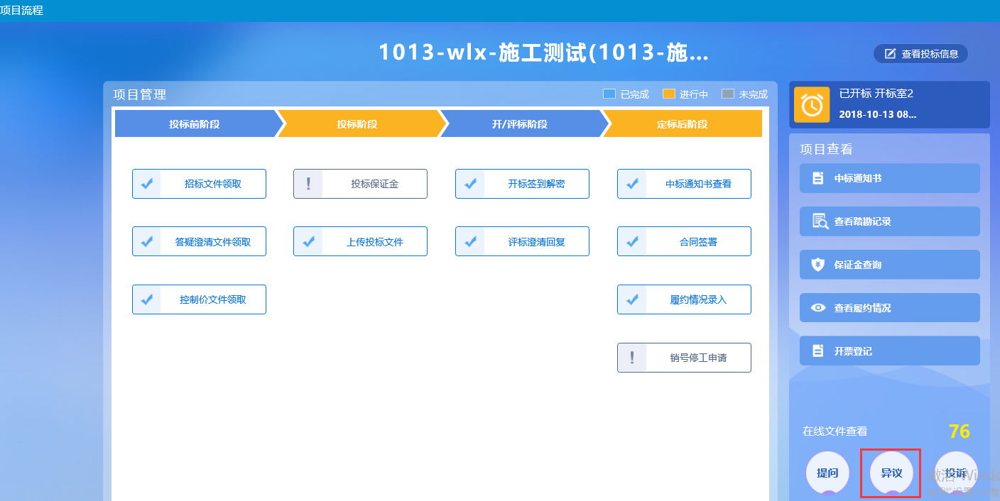 项目流程
1013-wlx-施工测试(1013-施...
查看投标信息
项目管理
已完成
进行中
未完成
投标前阶段
投标阶段
开/评标阶段
定标后阶段
招标文件领取
投标保证金
开标签到解密
中标通知书查看
答疑澄清文件领取
上传投标文件
评标澄清回复
合同签署
控制价文件领取
履约情况录入
销号停工申请
已开标 开标室2
2018-10-13 08...
项目查看
中标通知书
查看踏勘记录
保证金查询
查看履约情况
开票登记
在线文件查看
76
提问
异议
投诉
激活 Windo